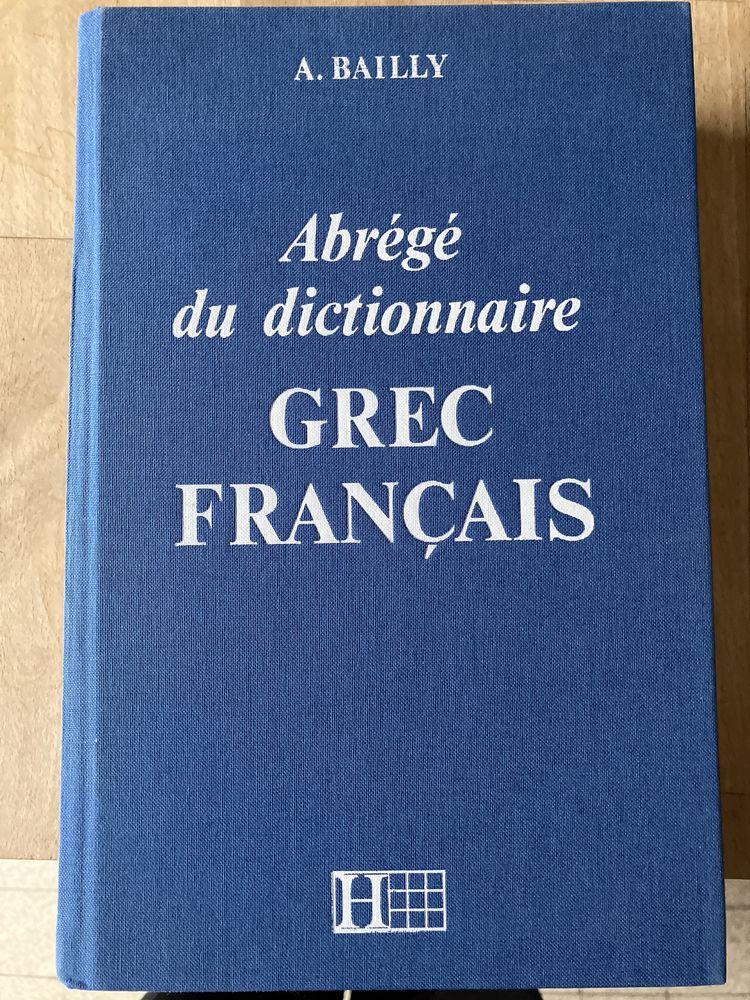 A. BAILLY
Abrégé
du dictionnaire
GREC
FRANÇAIS
H